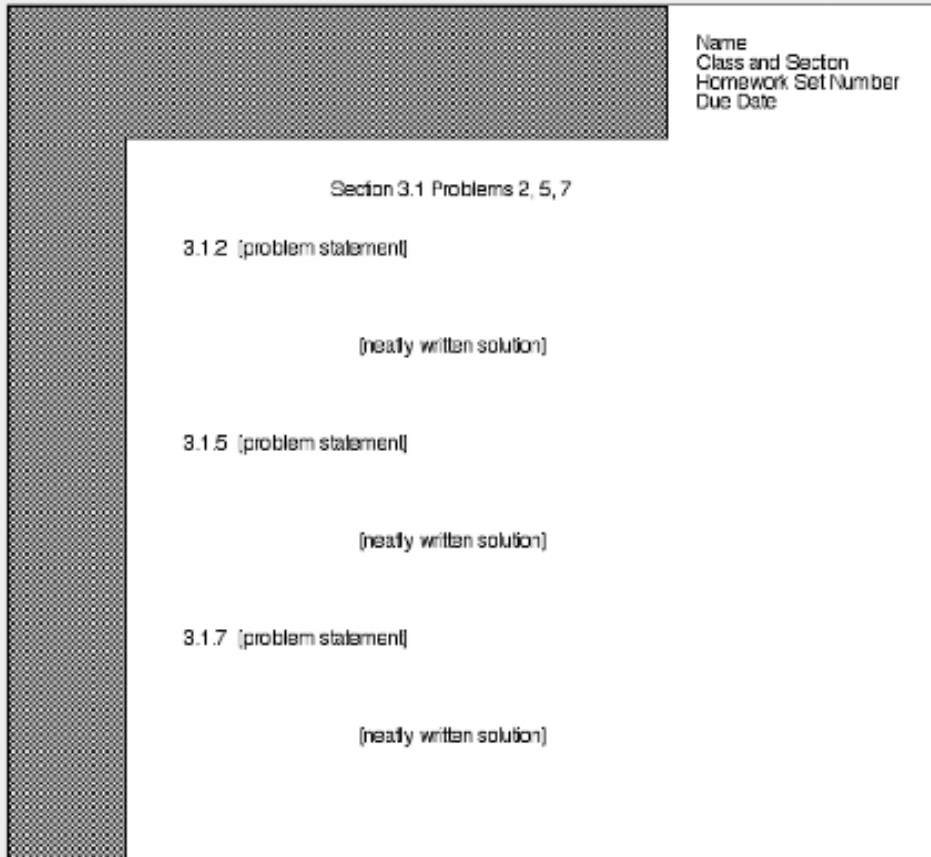 Name
Class and Section
Homework Set Number
Due Date
Section 3.1 Problems 2, 5, 7
3.1.2 [problem statement]
[neatly written solution]
3.1.5 [problem statement]
[neatly written solution]
3.1.7 [problem statement]
[neatly written solution]